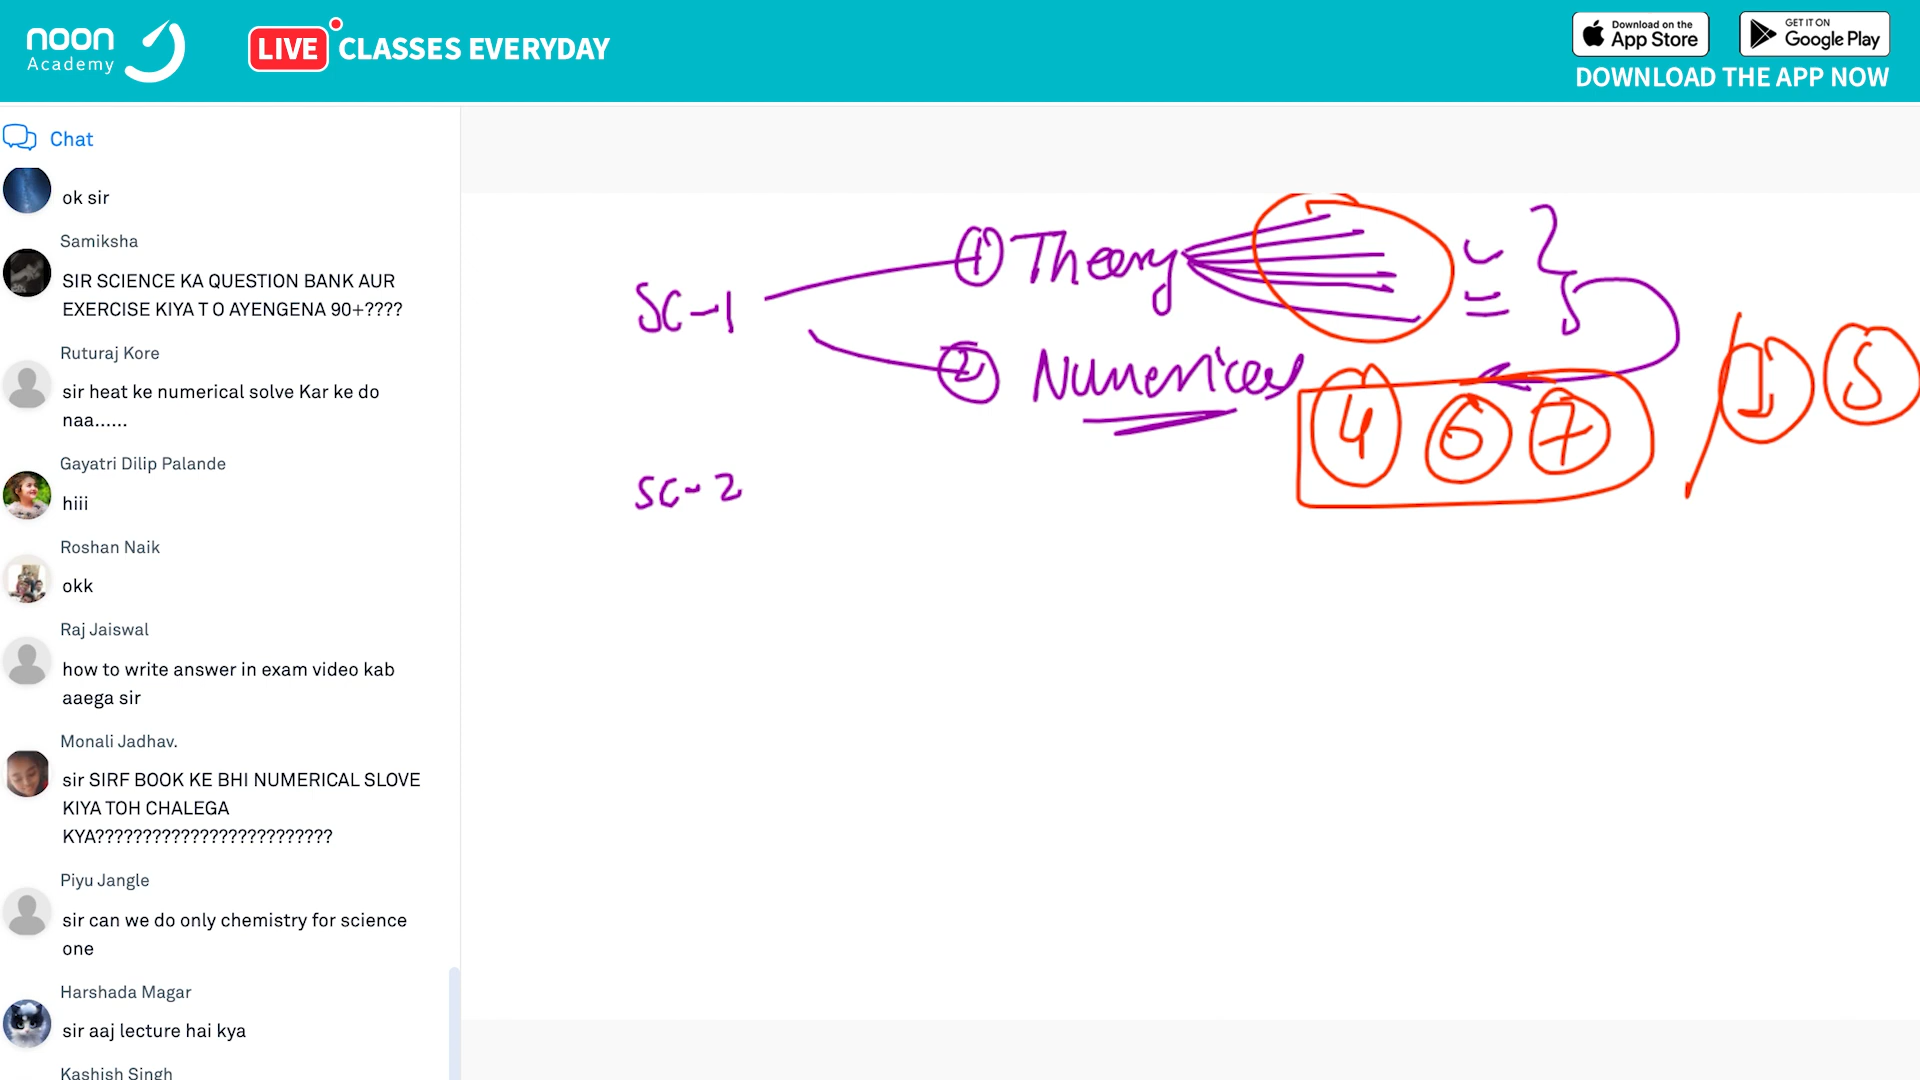 noon
Academy
LIVE CLASSES EVERYDAY
Download on the
App Store
GET IT ON
Google Play
DOWNLOAD THE APP NOW
Chat
ok sir
Samiksha
SIR SCIENCE KA QUESTION BANK AUR
EXERCISE KIYA T O AYENGENA 90+????
Ruturaj Kore
sir heat ke numerical solve Kar ke do
naa......
Gayatri Dilip Palande
hiii
Roshan Naik
okk
Raj Jaiswal
how to write answer in exam video kab
aaega sir
Monali Jadhav.
sir SIRF BOOK KE BHI NUMERICAL SLOVE
KIYA TOH CHALEGA
KYA?????????????????????????
Piyu Jangle
sir can we do only chemistry for science
one
Harshada Magar
sir aaj lecture hai kya
Kashish Singh
SC-1
1 Theory
2 Numericals
4 6 7
1 5
SC-2